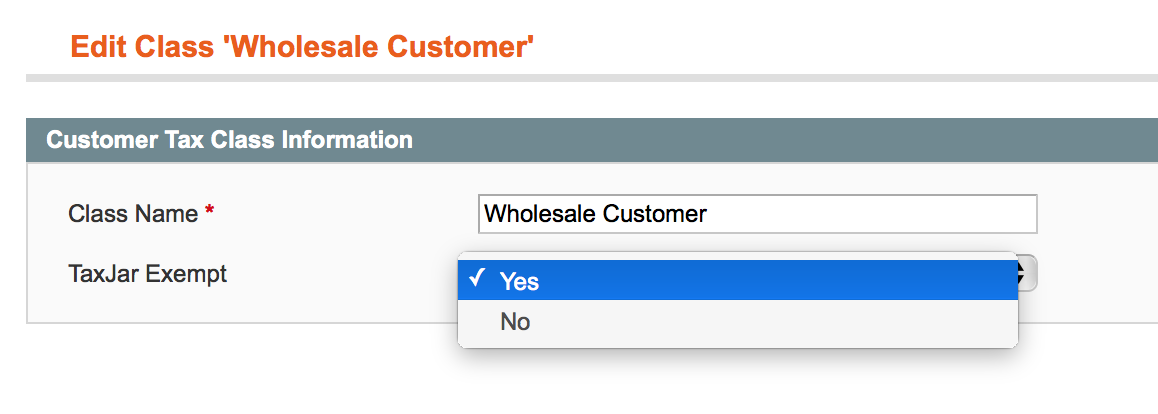 Edit Class 'Wholesale Customer'
Customer Tax Class Information
Class Name *
Wholesale Customer
TaxJar Exempt
✓ Yes
No